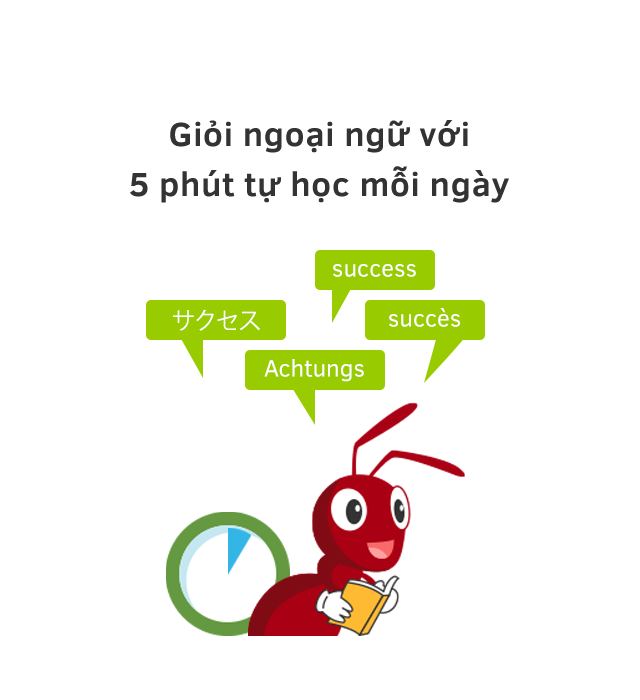 Giỏi ngoại ngữ với
5 phút tự học mỗi ngày
success
サクセス
succès
Achtungs